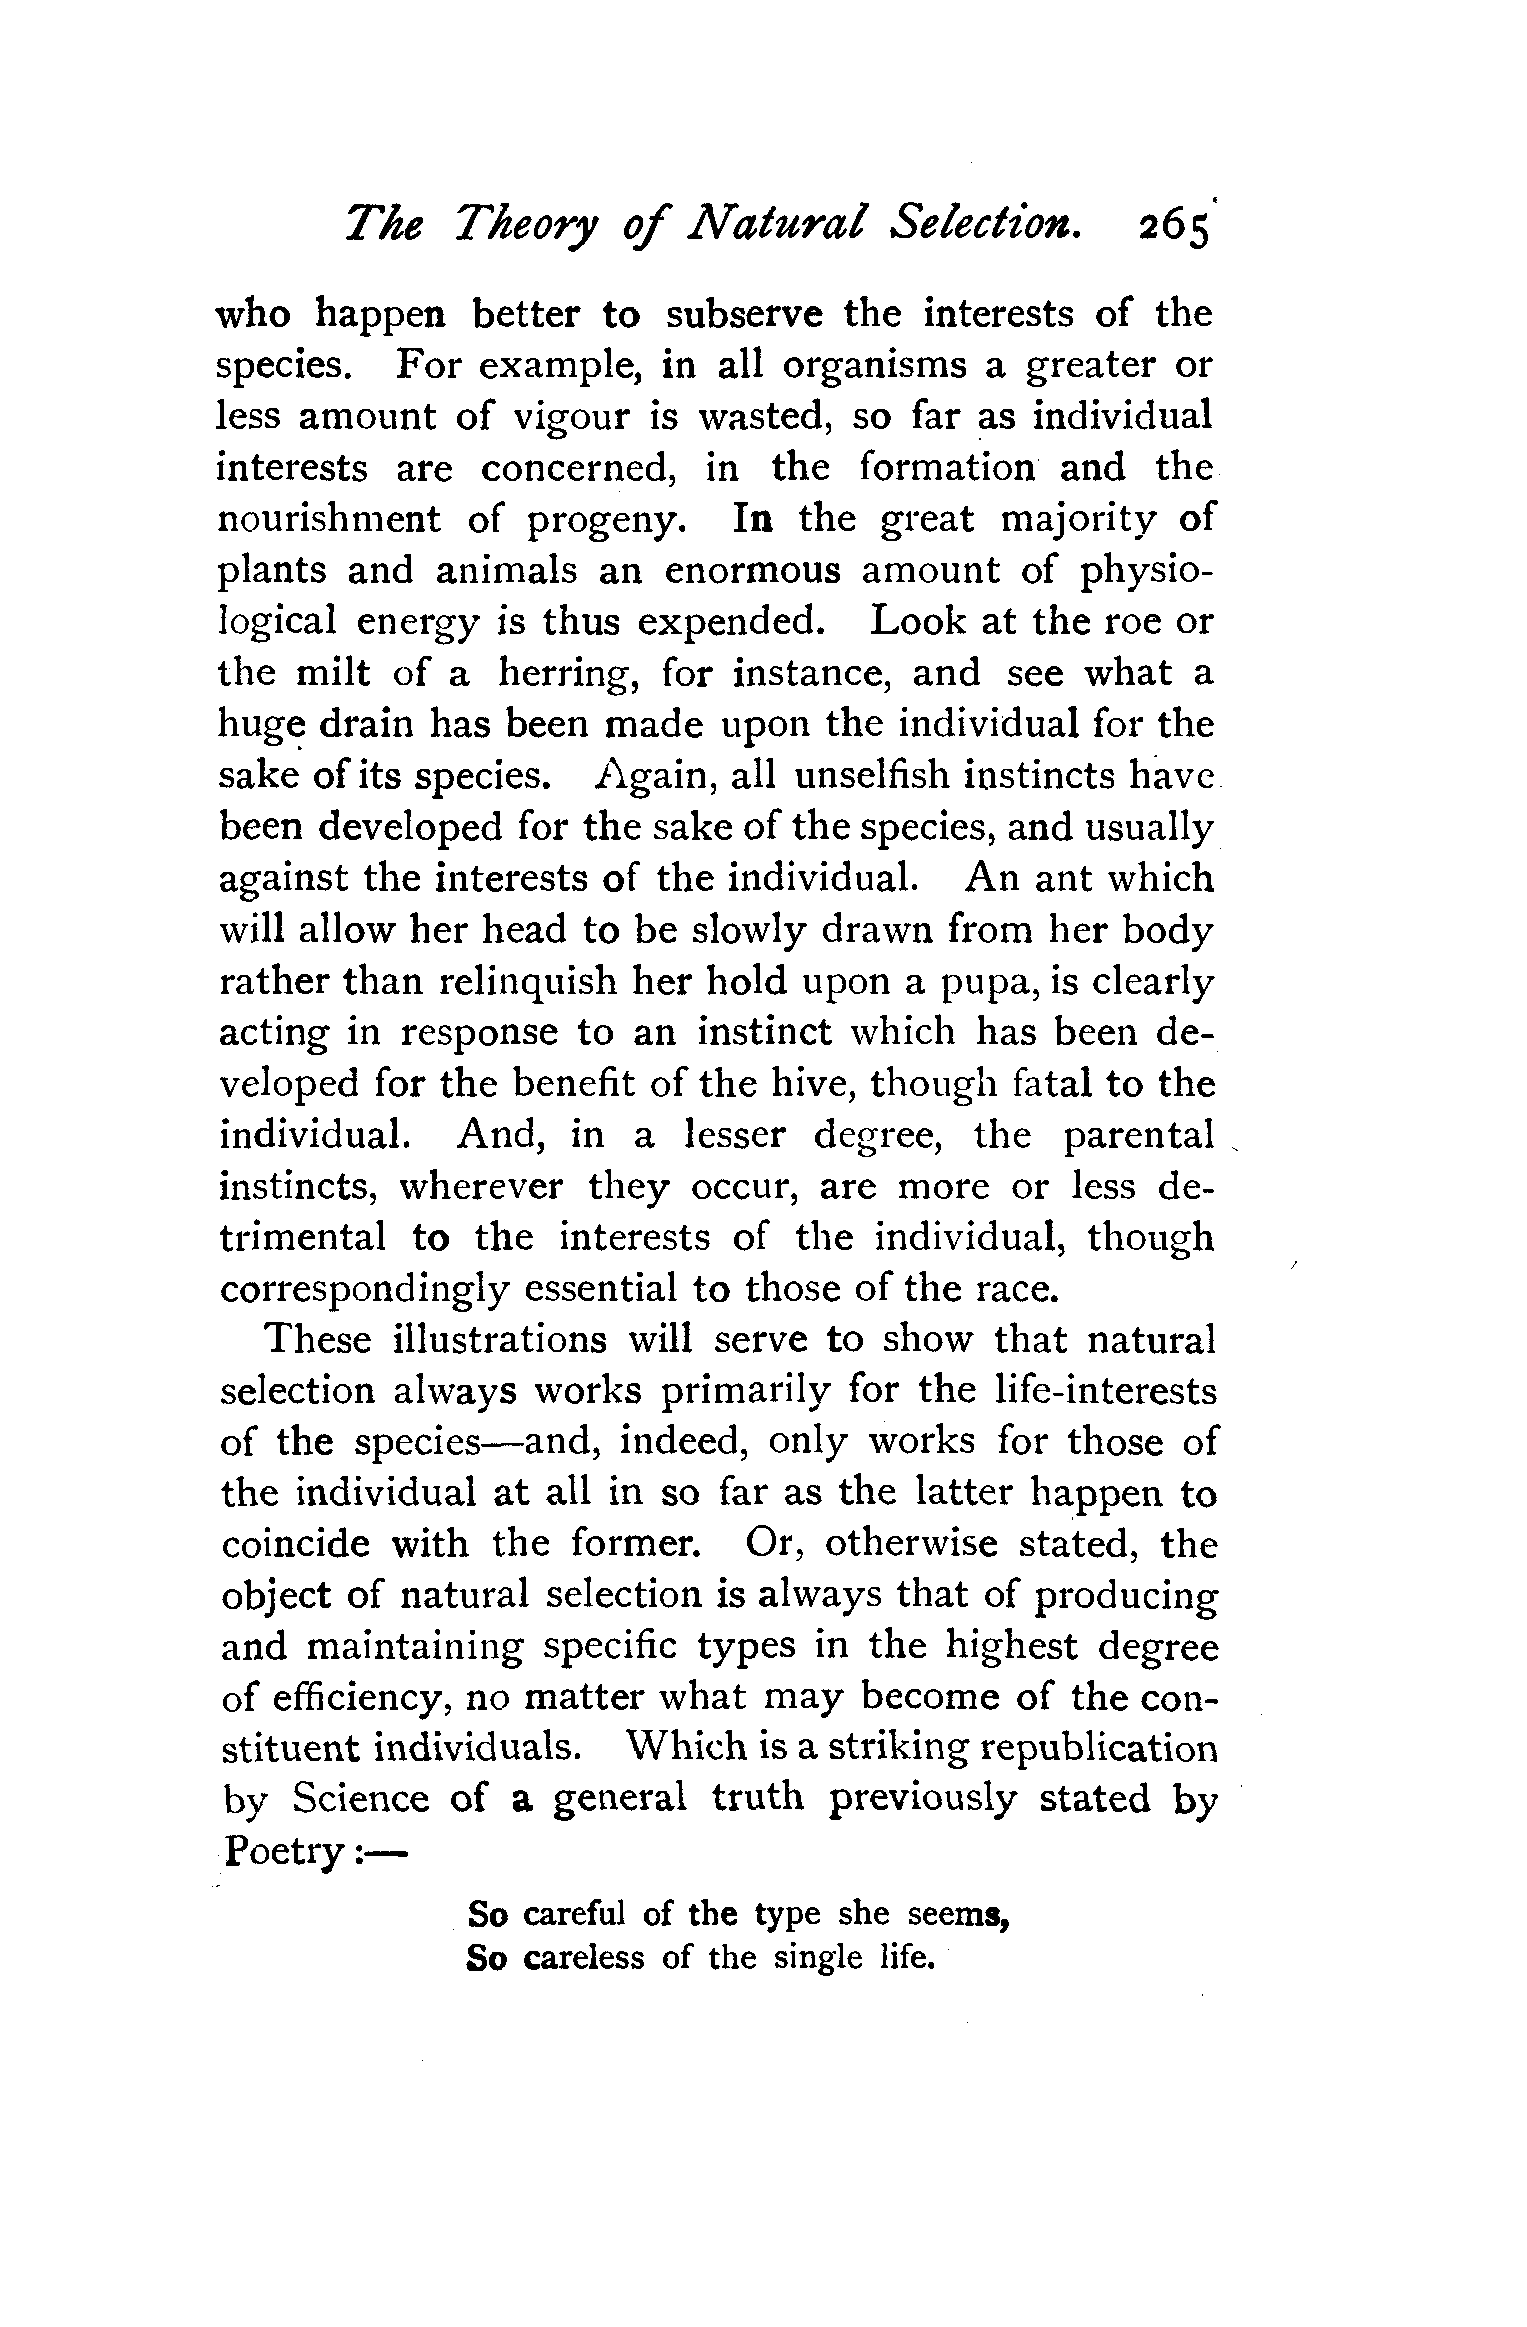 The Theory of Natural Selection. 265
who happen better to subserve the interests of the
species. For example, in all organisms a greater or
less amount of vigour is wasted, so far as individual
interests are concerned, in the formation and the
nourishment of progeny. In the great majority of
plants and animals an enormous amount of physio-
logical energy is thus expended. Look at the roe or
the milt of a herring, for instance, and see what a
huge drain has been made upon the individual for the
sake of its species. Again, all unselfish instincts have
been developed for the sake of the species, and usually
against the interests of the individual. An ant which
will allow her head to be slowly drawn from her body
rather than relinquish her hold upon a pupa, is clearly
acting in response to an instinct which has been de-
veloped for the benefit of the hive, though fatal to the
individual. And, in a lesser degree, the parental
instincts, wherever they occur, are more or less de-
trimental to the interests of the individual, though
correspondingly essential to those of the race.
These illustrations will serve to show that natural
selection always works primarily for the life-interests
of the species—and, indeed, only works for those of
the individual at all in so far as the latter happen to
coincide with the former. Or, otherwise stated, the
object of natural selection is always that of producing
and maintaining specific types in the highest degree
of efficiency, no matter what may become of the con-
stituent individuals. Which is a striking republication
by Science of a general truth previously stated by
Poetry:—
So careful of the type she seems,
So careless of the single life.